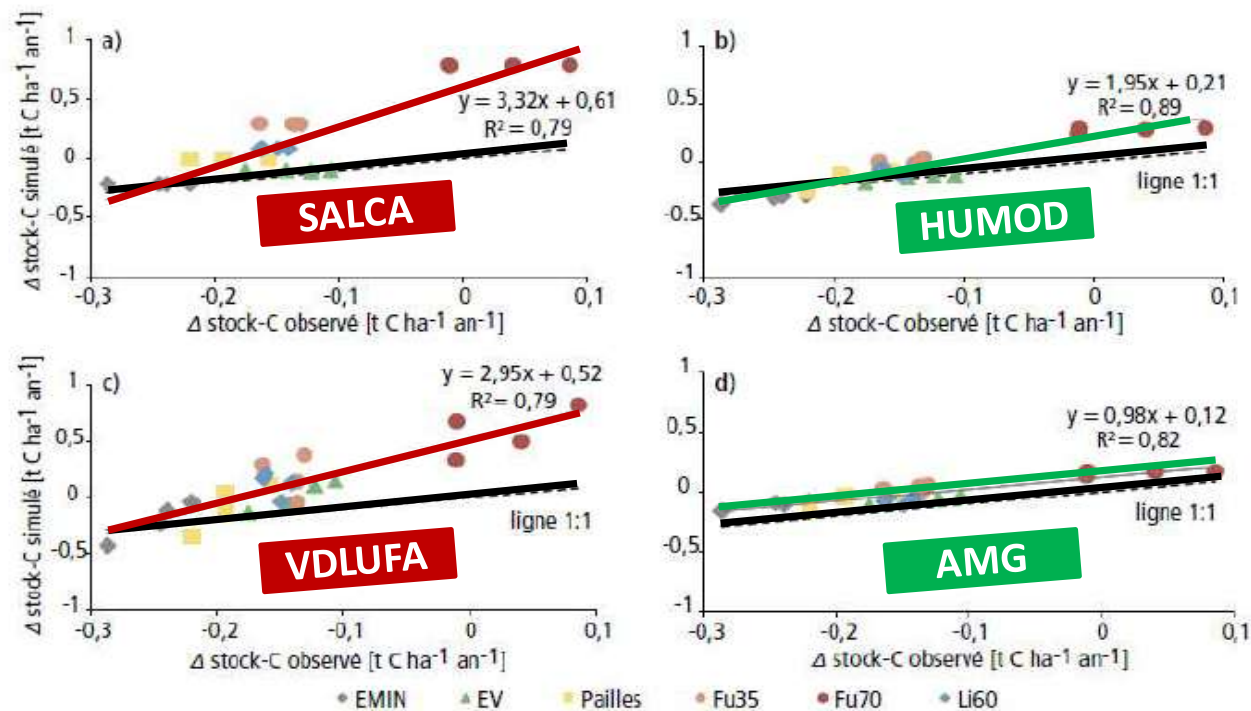 a)
Δ stock-C simulé [t C ha⁻¹ an⁻¹]
1
0,5
0
-0,5
-1
y = 3,32x + 0,61
R² = 0,79
SALCA
-0,3
-0,2
-0,1
0
0,1
Δ stock-C observé [t C ha⁻¹ an⁻¹]
b)
1
0,5
0
-0,5
-1
y = 1,95x + 0,21
R² = 0,89
ligne 1:1
HUMOD
-0,3
-0,2
-0,1
0
0,1
Δ stock-C observé [t C ha⁻¹ an⁻¹]
c)
Δ stock-C simulé [t C ha⁻¹ an⁻¹]
1
0,5
0
-0,5
-1
y = 2,95x + 0,52
R² = 0,79
ligne 1:1
VDLUFA
-0,3
-0,2
-0,1
0
0,1
Δ stock-C observé [t C ha⁻¹ an⁻¹]
d)
1
0,5
0
-0,5
-1
y = 0,98x + 0,12
R² = 0,82
ligne 1:1
AMG
-0,3
-0,2
-0,1
0
0,1
Δ stock-C observé [t C ha⁻¹ an⁻¹]
EMIN EV Pailles Fu35 Fu70 Li60